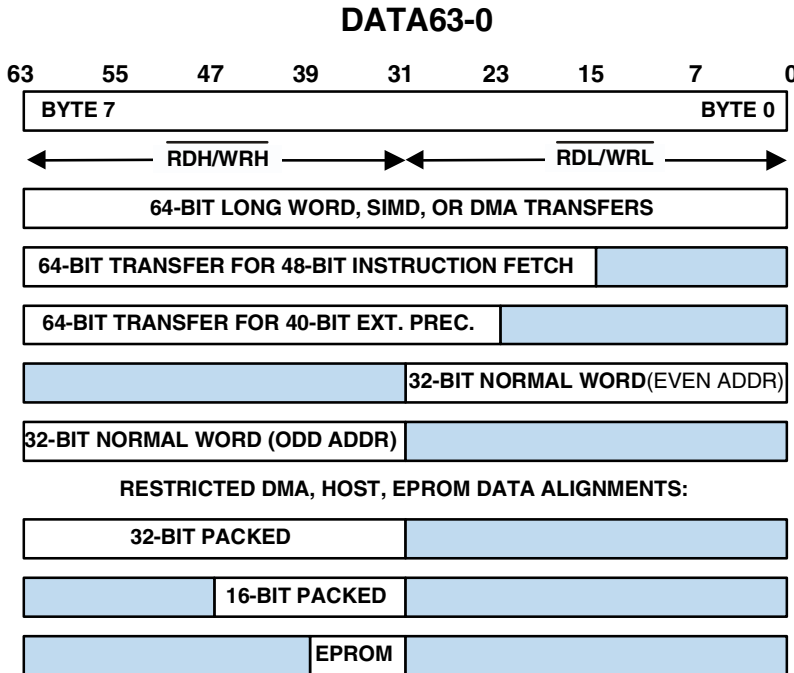 DATA63-0
63 55 47 39 31 23 15 7 0
BYTE 7 BYTE 0
RDH/WRH RDL/WRL
64-BIT LONG WORD, SIMD, OR DMA TRANSFERS
64-BIT TRANSFER FOR 48-BIT INSTRUCTION FETCH
64-BIT TRANSFER FOR 40-BIT EXT. PREC.
32-BIT NORMAL WORD(EVEN ADDR)
32-BIT NORMAL WORD (ODD ADDR)
RESTRICTED DMA, HOST, EPROM DATA ALIGNMENTS:
32-BIT PACKED
16-BIT PACKED
EPROM